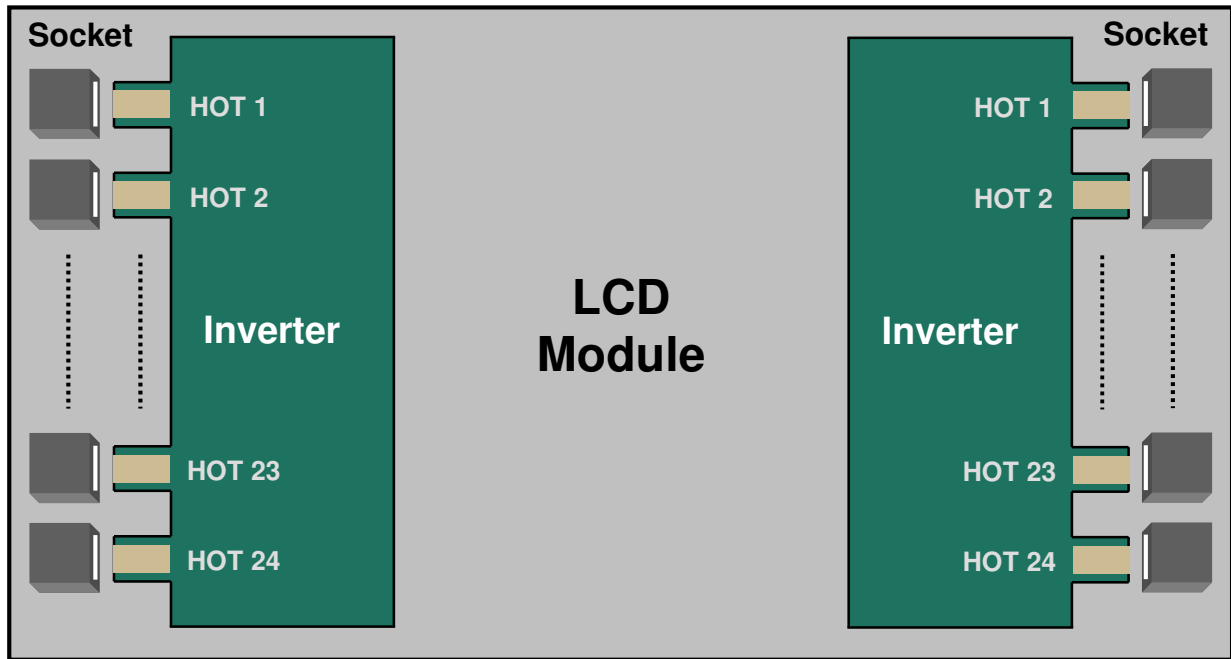 Socket
Socket
HOT 1
HOT 1
HOT 2
HOT 2
Inverter
LCD
Module
Inverter
HOT 23
HOT 23
HOT 24
HOT 24